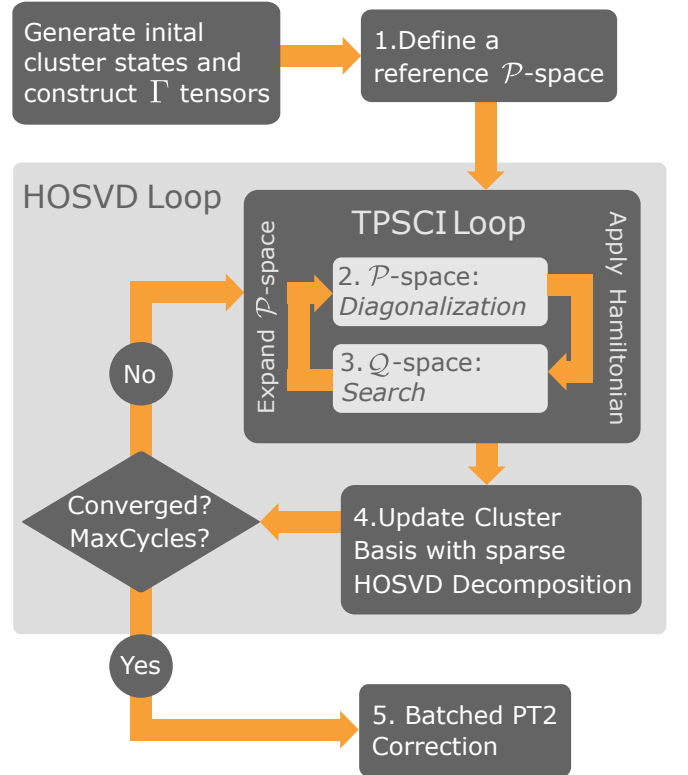 Generate inital
cluster states and
construct Γ tensors
1.Define a
reference 𝒫-space
HOSVD Loop
TPSCI Loop
Expand 𝒫-space
2. 𝒫-space:
Diagonalization
3. 𝒬-space:
Search
Apply Hamiltonian
No
Converged?
MaxCycles?
4.Update Cluster
Basis with sparse
HOSVD Decomposition
Yes
5. Batched PT2
Correction